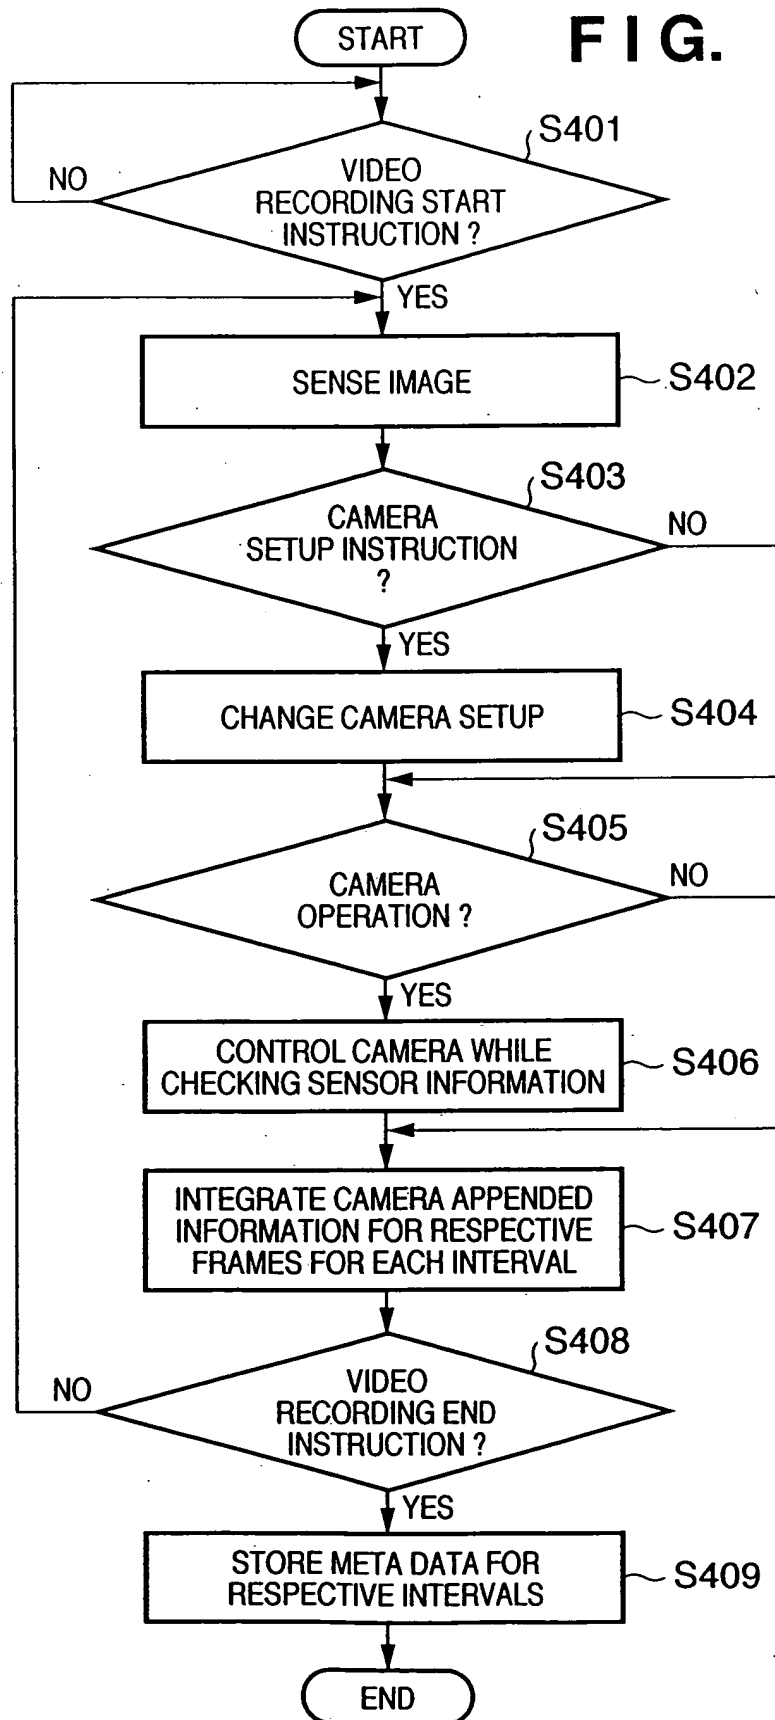 START
FIG.
S401
NO
VIDEO
RECORDING START
INSTRUCTION ?
YES
SENSE IMAGE
S402
S403
CAMERA
SETUP INSTRUCTION
?
NO
YES
CHANGE CAMERA SETUP
S404
S405
CAMERA
OPERATION ?
NO
YES
CONTROL CAMERA WHILE
CHECKING SENSOR INFORMATION
S406
INTEGRATE CAMERA APPENDED
INFORMATION FOR RESPECTIVE
FRAMES FOR EACH INTERVAL
S407
S408
NO
VIDEO
RECORDING END
INSTRUCTION ?
YES
STORE META DATA FOR
RESPECTIVE INTERVALS
S409
END